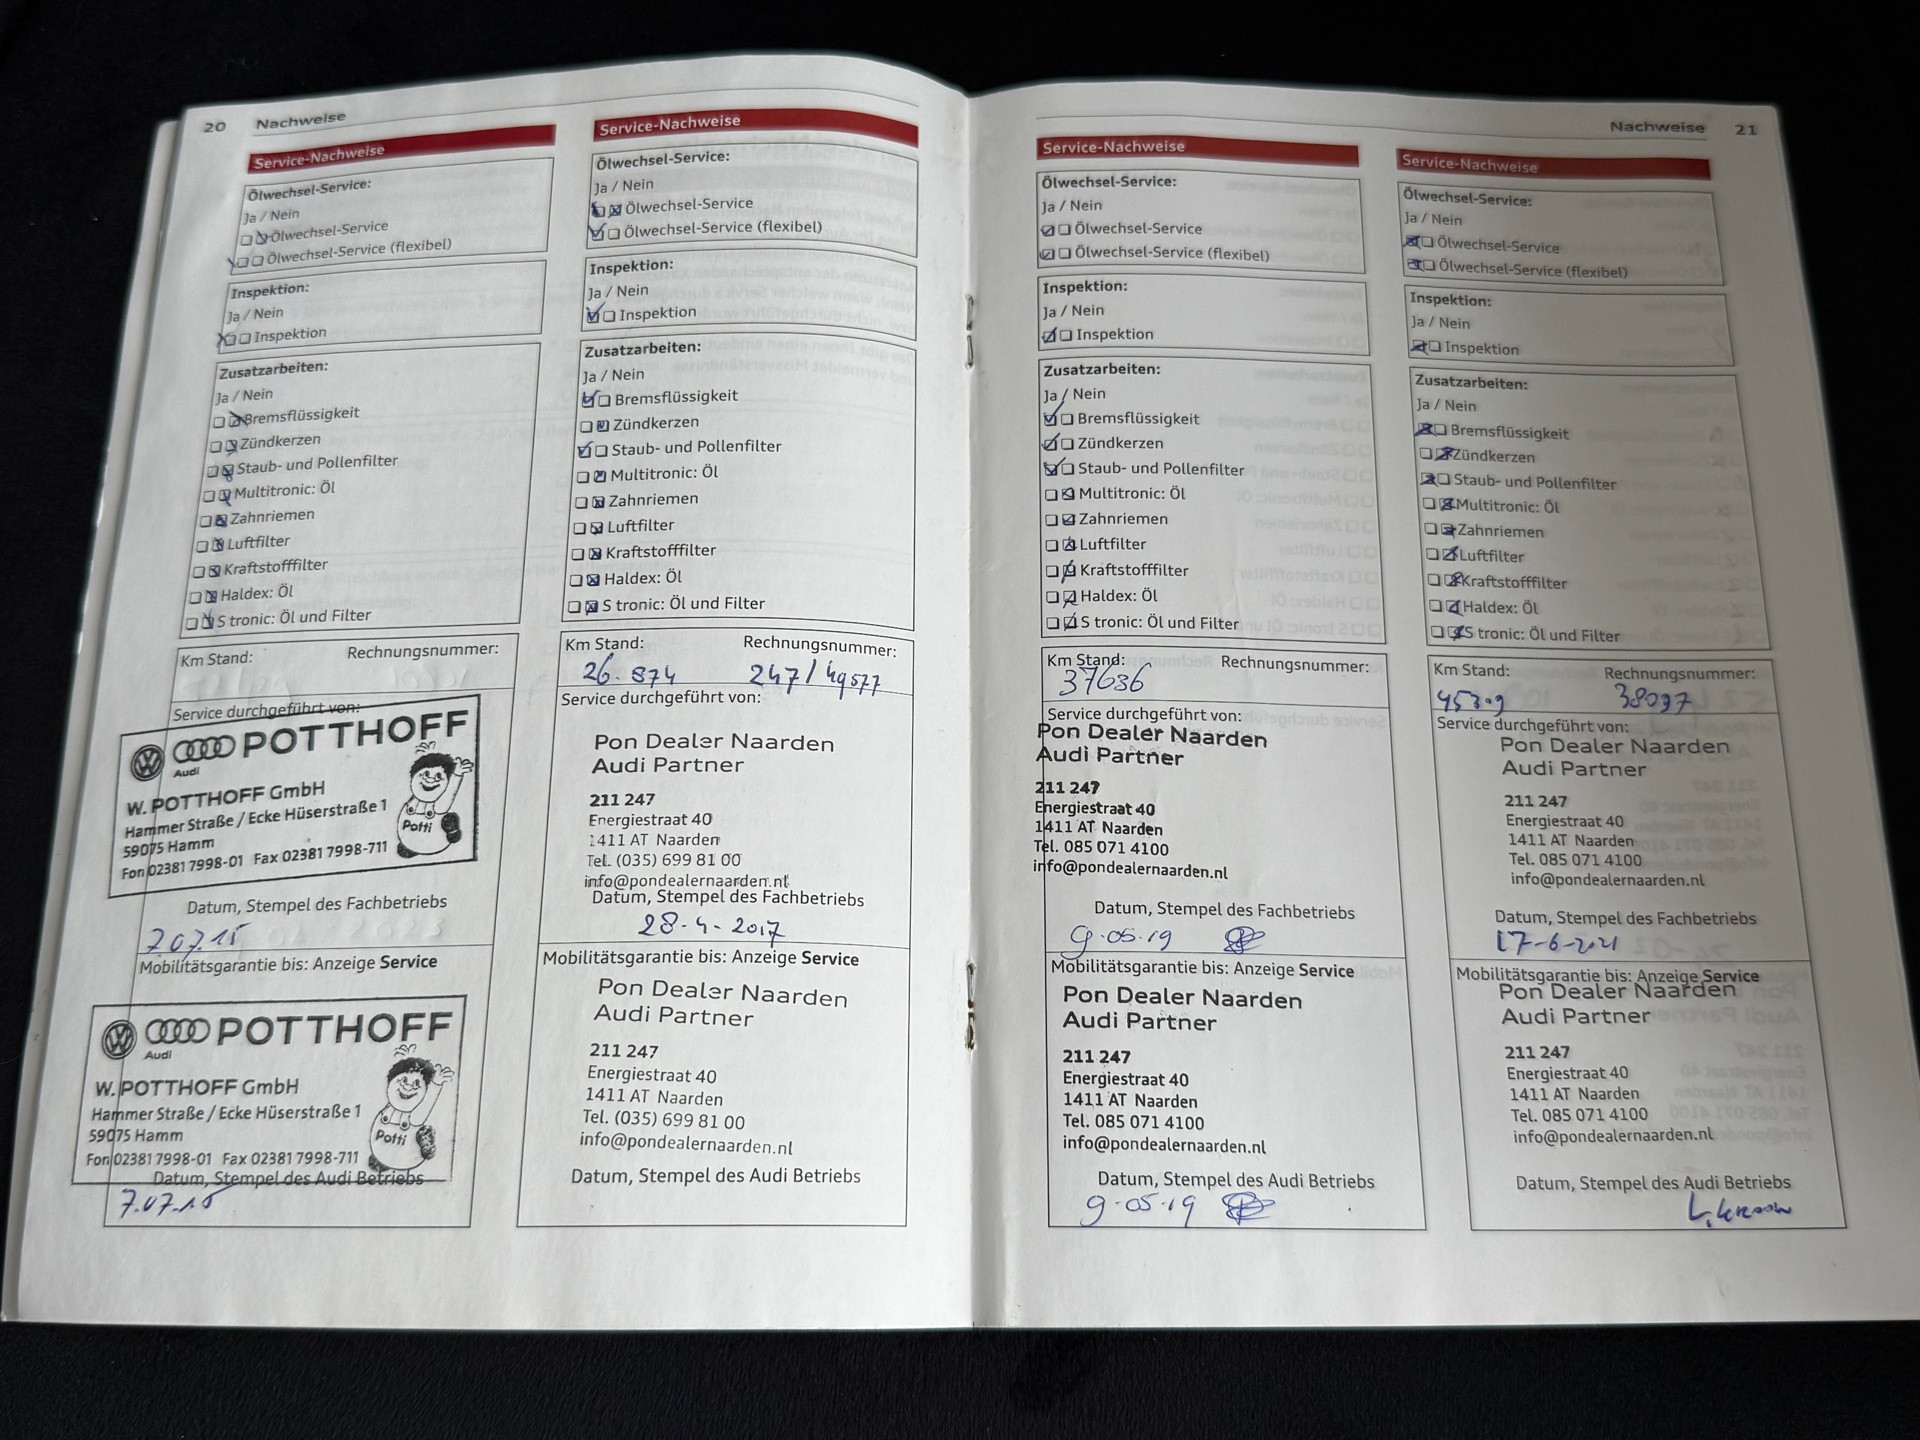 20 Nachweise
Service-Nachweise
Ölwechsel-Service:
Ja / Nein
Ölwechsel-Service
Ölwechsel-Service (flexibel)
Inspektion:
Ja / Nein
Inspektion
Zusatzarbeiten:
Ja / Nein
Bremsflüssigkeit
Zündkerzen
Staub- und Pollenfilter
Multitronic: Öl
Zahnriemen
Luftfilter
Kraftstofffilter
Haldex: Öl
S tronic: Öl und Filter
Km Stand: Rechnungsnummer:
Service durchgeführt von:
POTTHOFF
Audi
W. POTTHOFF GmbH
Hammer Straße / Ecke Hüserstraße 1
59075 Hamm
Fon 02381 7998-01 Fax 02381 7998-711
Potti
Datum, Stempel des Fachbetriebs
7.07.15
Mobilitätsgarantie bis: Anzeige Service
POTTHOFF
Audi
W. POTTHOFF GmbH
Hammer Straße / Ecke Hüserstraße 1
59075 Hamm
Fon 02381 7998-01 Fax 02381 7998-711
Potti
Datum, Stempel des Audi Betriebs
7.07.15
Service-Nachweise
Ölwechsel-Service:
Ja / Nein
Ölwechsel-Service
Ölwechsel-Service (flexibel)
Inspektion:
Ja / Nein
Inspektion
Zusatzarbeiten:
Ja / Nein
Bremsflüssigkeit
Zündkerzen
Staub- und Pollenfilter
Multitronic: Öl
Zahnriemen
Luftfilter
Kraftstofffilter
Haldex: Öl
S tronic: Öl und Filter
Km Stand: Rechnungsnummer:
26.874 247/49577
Service durchgeführt von:
Pon Dealer Naarden
Audi Partner
211 247
Energiestraat 40
1411 AT Naarden
Tel. (035) 699 81 00
info@pondealernaarden.nl
Datum, Stempel des Fachbetriebs
28-4-2017
Mobilitätsgarantie bis: Anzeige Service
Pon Dealer Naarden
Audi Partner
211 247
Energiestraat 40
1411 AT Naarden
Tel. (035) 699 81 00
info@pondealernaarden.nl
Datum, Stempel des Audi Betriebs
Nachweise 21
Service-Nachweise
Ölwechsel-Service:
Ja / Nein
Ölwechsel-Service
Ölwechsel-Service (flexibel)
Inspektion:
Ja / Nein
Inspektion
Zusatzarbeiten:
Ja / Nein
Bremsflüssigkeit
Zündkerzen
Staub- und Pollenfilter
Multitronic: Öl
Zahnriemen
Luftfilter
Kraftstofffilter
Haldex: Öl
S tronic: Öl und Filter
Km Stand: Rechnungsnummer:
37636
Service durchgeführt von:
Pon Dealer Naarden
Audi Partner
211 247
Energiestraat 40
1411 AT Naarden
Tel. 085 071 4100
info@pondealernaarden.nl
Datum, Stempel des Fachbetriebs
9.05.19
Mobilitätsgarantie bis: Anzeige Service
Pon Dealer Naarden
Audi Partner
211 247
Energiestraat 40
1411 AT Naarden
Tel. 085 071 4100
info@pondealernaarden.nl
Datum, Stempel des Audi Betriebs
9.05.19
Service-Nachweise
Ölwechsel-Service:
Ja / Nein
Ölwechsel-Service
Ölwechsel-Service (flexibel)
Inspektion:
Ja / Nein
Inspektion
Zusatzarbeiten:
Ja / Nein
Bremsflüssigkeit
Zündkerzen
Staub- und Pollenfilter
Multitronic: Öl
Zahnriemen
Luftfilter
Kraftstofffilter
Haldex: Öl
S tronic: Öl und Filter
Km Stand: Rechnungsnummer:
45309 38097
Service durchgeführt von:
Pon Dealer Naarden
Audi Partner
211 247
Energiestraat 40
1411 AT Naarden
Tel. 085 071 4100
info@pondealernaarden.nl
Datum, Stempel des Fachbetriebs
17-6-2021
Mobilitätsgarantie bis: Anzeige Service
Pon Dealer Naarden
Audi Partner
211 247
Energiestraat 40
1411 AT Naarden
Tel. 085 071 4100
info@pondealernaarden.nl
Datum, Stempel des Audi Betriebs